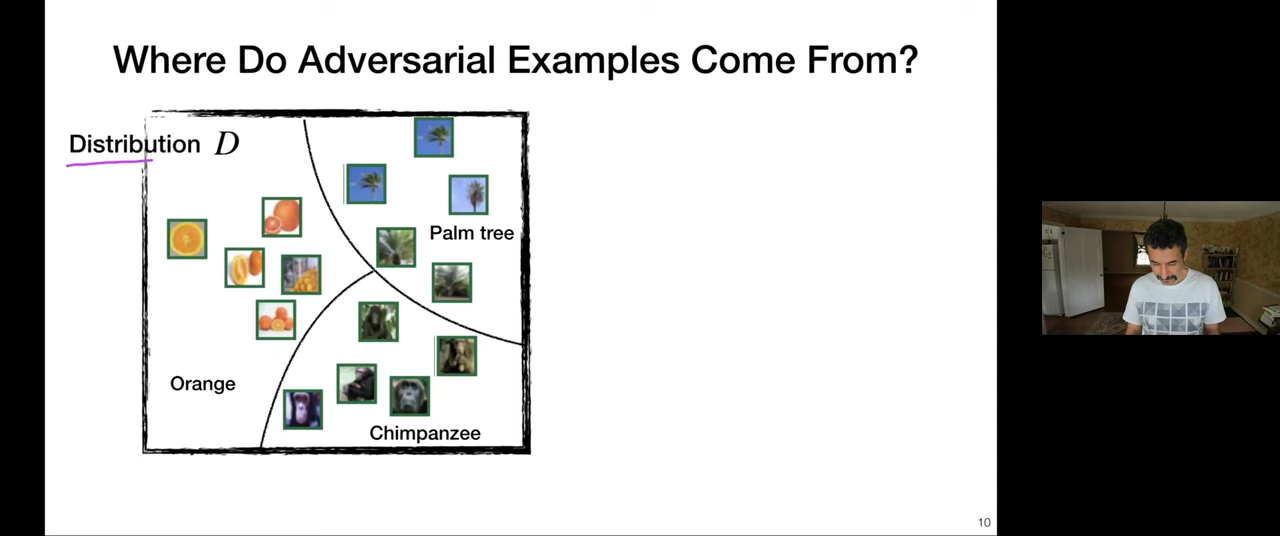 Where Do Adversarial Examples Come From?
Distribution D
Palm tree
Orange
Chimpanzee
10